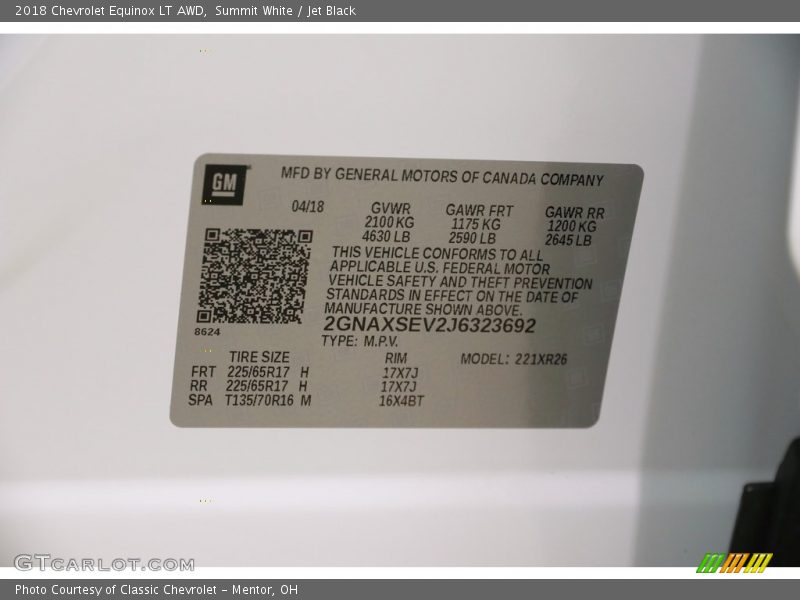 2018 Chevrolet Equinox LT AWD,  Summit White / Jet Black
GM
MFD BY GENERAL MOTORS OF CANADA COMPANY
04/18 GVWR GAWR FRT GAWR RR
2100 KG 1175 KG 1200 KG
4630 LB 2590 LB 2645 LB
THIS VEHICLE CONFORMS TO ALL
APPLICABLE U.S. FEDERAL MOTOR
VEHICLE SAFETY AND THEFT PREVENTION
STANDARDS IN EFFECT ON THE DATE OF
MANUFACTURE SHOWN ABOVE.
2GNAXSEV2J6323692
8624
TYPE: M.P.V.
TIRE SIZE RIM MODEL: 221XR26
FRT 225/65R17 H 17X7J
RR 225/65R17 H 17X7J
SPA T135/70R16 M 16X4BT
GTCARLOT.COM
Photo Courtesy of Classic Chevrolet - Mentor, OH